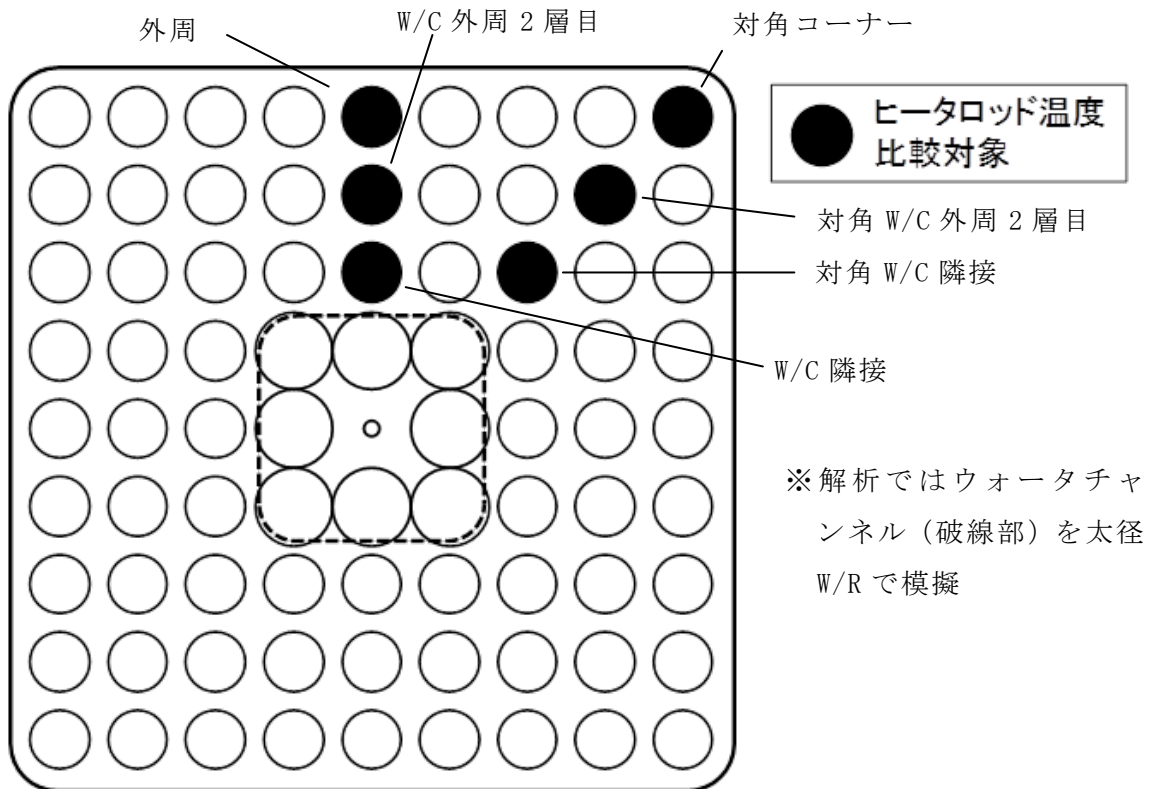 外周
W/C 外周 2 層目
対角コーナー
ヒータロッド温度
比較対象
対角 W/C 外周 2 層目
対角 W/C 隣接
W/C 隣接
※解析ではウォータチャ
ンネル（破線部）を太径
W/R で模擬